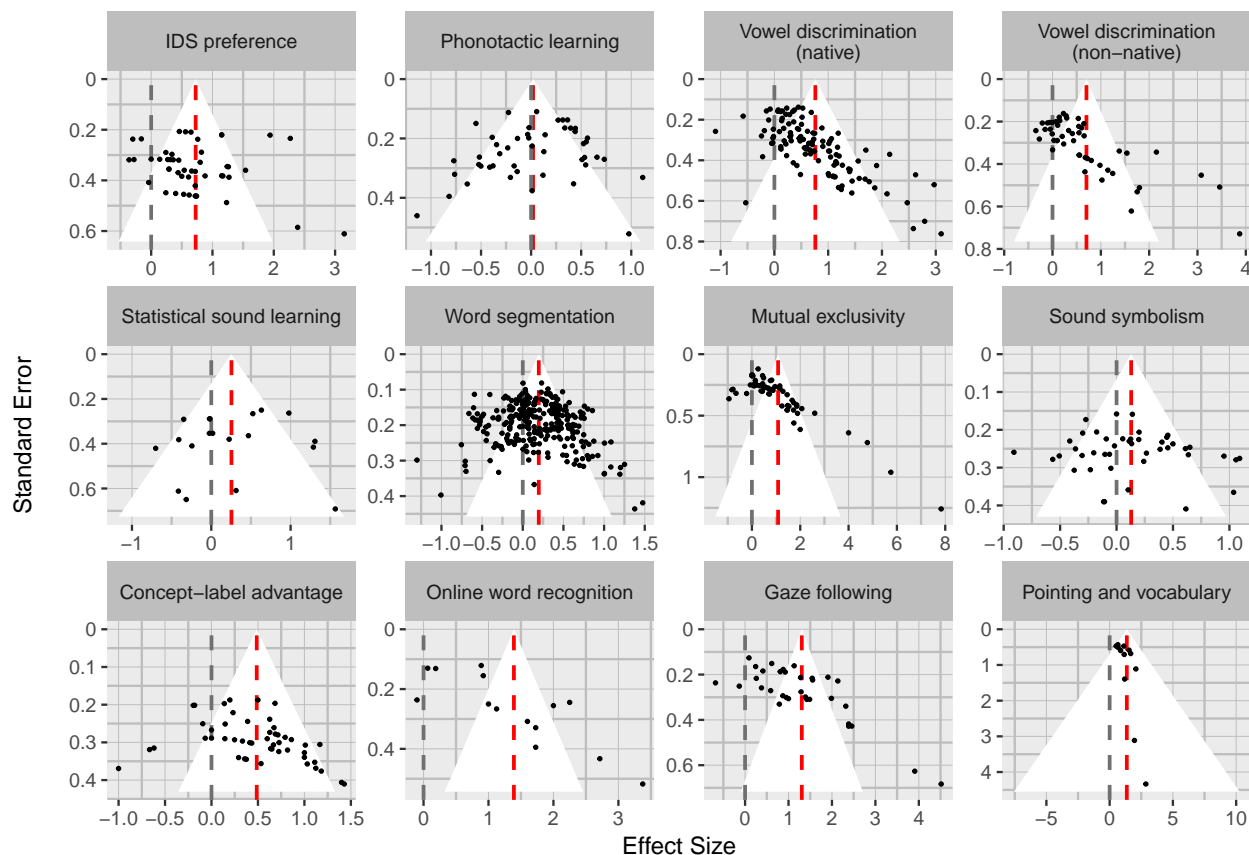 IDS preference
Phonotactic learning
Vowel discrimination
(native)
Vowel discrimination
(non−native)
0
0.2
0.4
0.6
0 1 2 3
0
0.2
0.4
−1.0 −0.5 0.0 0.5 1.0
0
0.2
0.4
0.6
0.8
−1 0 1 2 3
0
0.2
0.4
0.6
0.8
0 1 2 3 4
Statistical sound learning
Word segmentation
Mutual exclusivity
Sound symbolism
0
0.2
0.4
0.6
−1 0 1
0
0.1
0.2
0.3
0.4
−1.0 −0.5 0.0 0.5 1.0 1.5
0
0.5
1
0 2 4 6 8
0
0.1
0.2
0.3
0.4
−1.0 −0.5 0.0 0.5 1.0
Concept−label advantage
Online word recognition
Gaze following
Pointing and vocabulary
0
0.1
0.2
0.3
0.4
−1.0 −0.5 0.0 0.5 1.0 1.5
0
0.2
0.4
0 1 2 3
0
0.2
0.4
0.6
0 1 2 3 4
0
1
2
3
4
−5 0 5 10
Standard Error
Effect Size